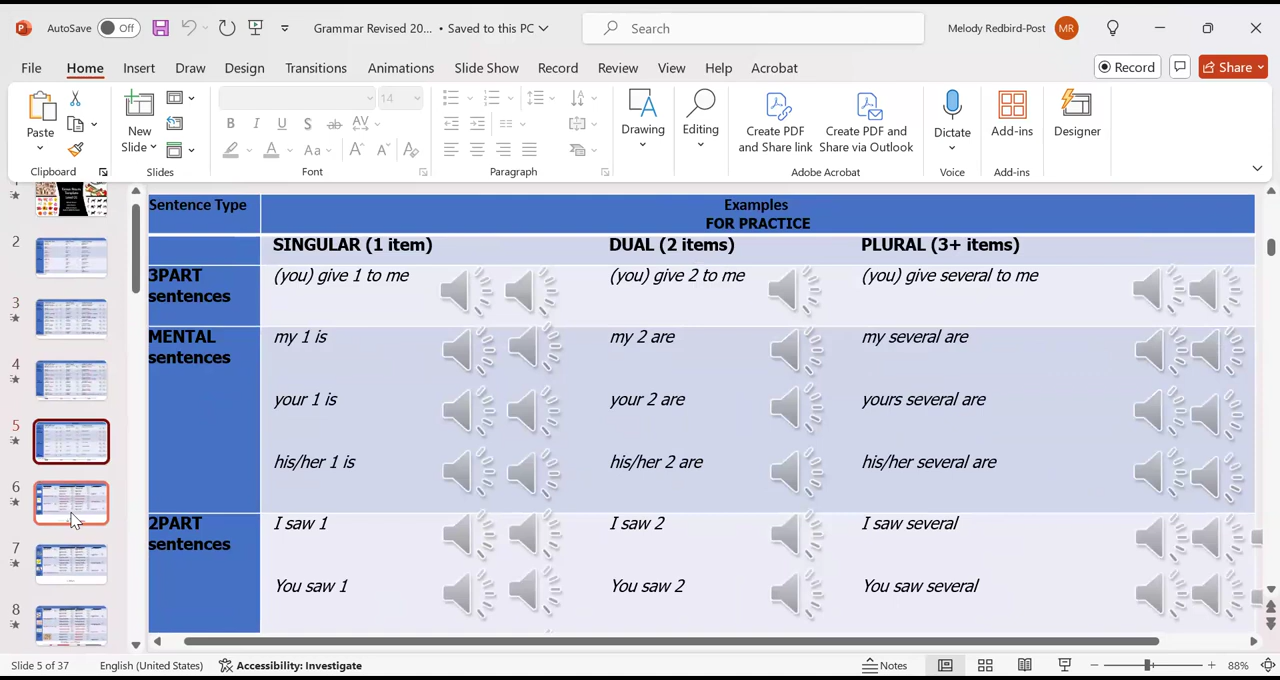 AutoSave Off Grammar Revised 20... • Saved to this PC Search Melody Redbird-Post MR
File Home Insert Draw Design Transitions Animations Slide Show Record Review View Help Acrobat Record Share
Paste New Slide 14 Drawing Editing Create PDF and Share link Create PDF and Share via Outlook Dictate Add-ins Designer
Clipboard Slides Font Paragraph Adobe Acrobat Voice Add-ins
Sentence Type Examples
FOR PRACTICE
SINGULAR (1 item) DUAL (2 items) PLURAL (3+ items)
3PART sentences (you) give 1 to me (you) give 2 to me (you) give several to me
MENTAL sentences my 1 is my 2 are my several are
your 1 is your 2 are yours several are
his/her 1 is his/her 2 are his/her several are
2PART sentences I saw 1 I saw 2 I saw several
You saw 1 You saw 2 You saw several
2
3
4
5
6
7
8
Slide 5 of 37 English (United States) Accessibility: Investigate Notes 88%